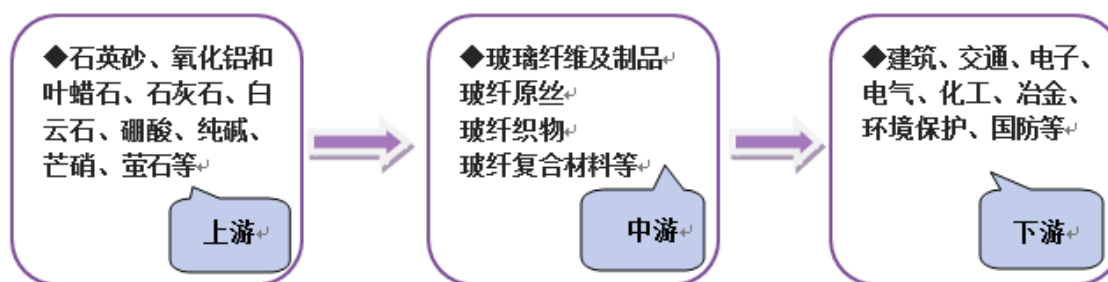 ◆石英砂、氧化铝和
叶蜡石、石灰石、白
云石、硼酸、纯碱、
芒硝、萤石等↵
上游↵
◆玻璃纤维及制品↵
玻纤原丝↵
玻纤织物↵
玻纤复合材料等↵
中游↵
◆建筑、交通、电子、
电气、化工、冶金、
环境保护、国防等↵
下游↵